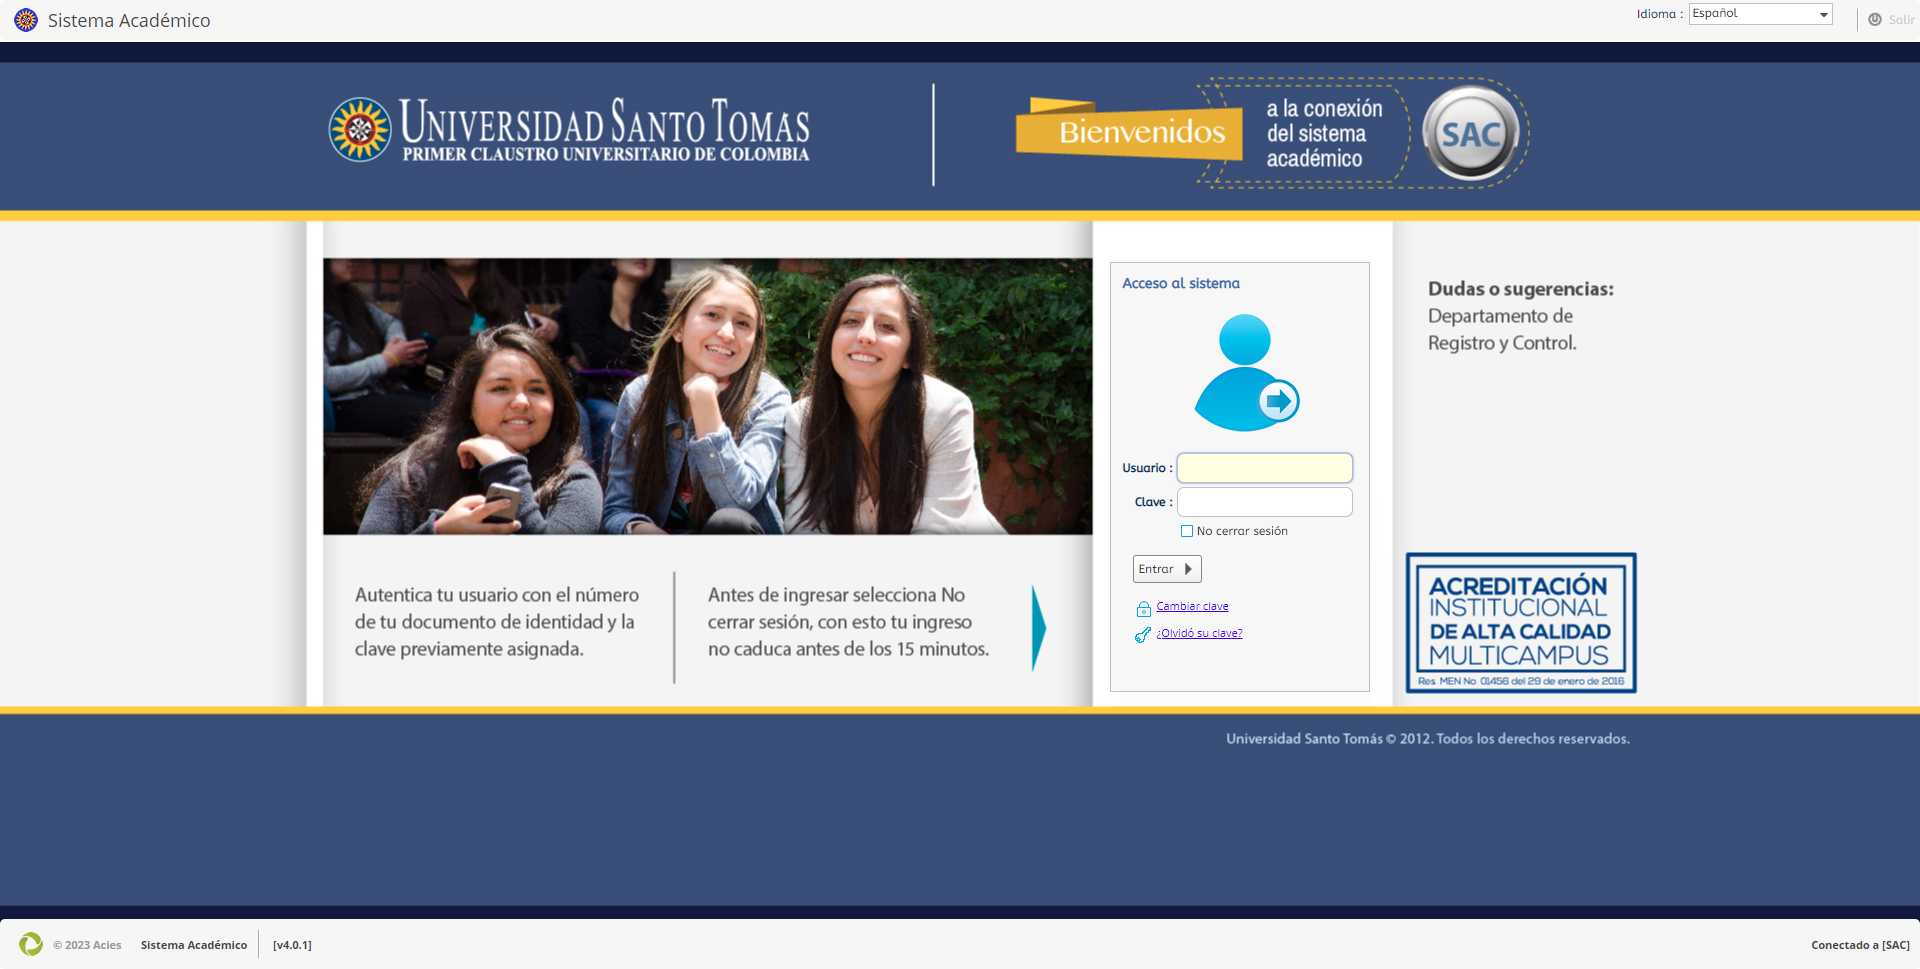 Sistema Académico
Idioma : Español
Salir
UNIVERSIDAD SANTO TOMAS
PRIMER CLAUSTRO UNIVERSITARIO DE COLOMBIA
Bienvenidos
a la conexión
del sistema
académico
SAC
Acceso al sistema
Usuario :
Clave :
No cerrar sesión
Entrar
Cambiar clave
¿Olvidó su clave?
Dudas o sugerencias:
Departamento de
Registro y Control.
Autentica tu usuario con el número
de tu documento de identidad y la
clave previamente asignada.
Antes de ingresar selecciona No
cerrar sesión, con esto tu ingreso
no caduca antes de los 15 minutos.
ACREDITACIÓN
INSTITUCIONAL
DE ALTA CALIDAD
MULTICAMPUS
Res. MEN No 01456 del 29 de enero de 2016
Universidad Santo Tomás © 2012. Todos los derechos reservados.
© 2023 Acies Sistema Académico [v4.0.1]
Conectado a [SAC]